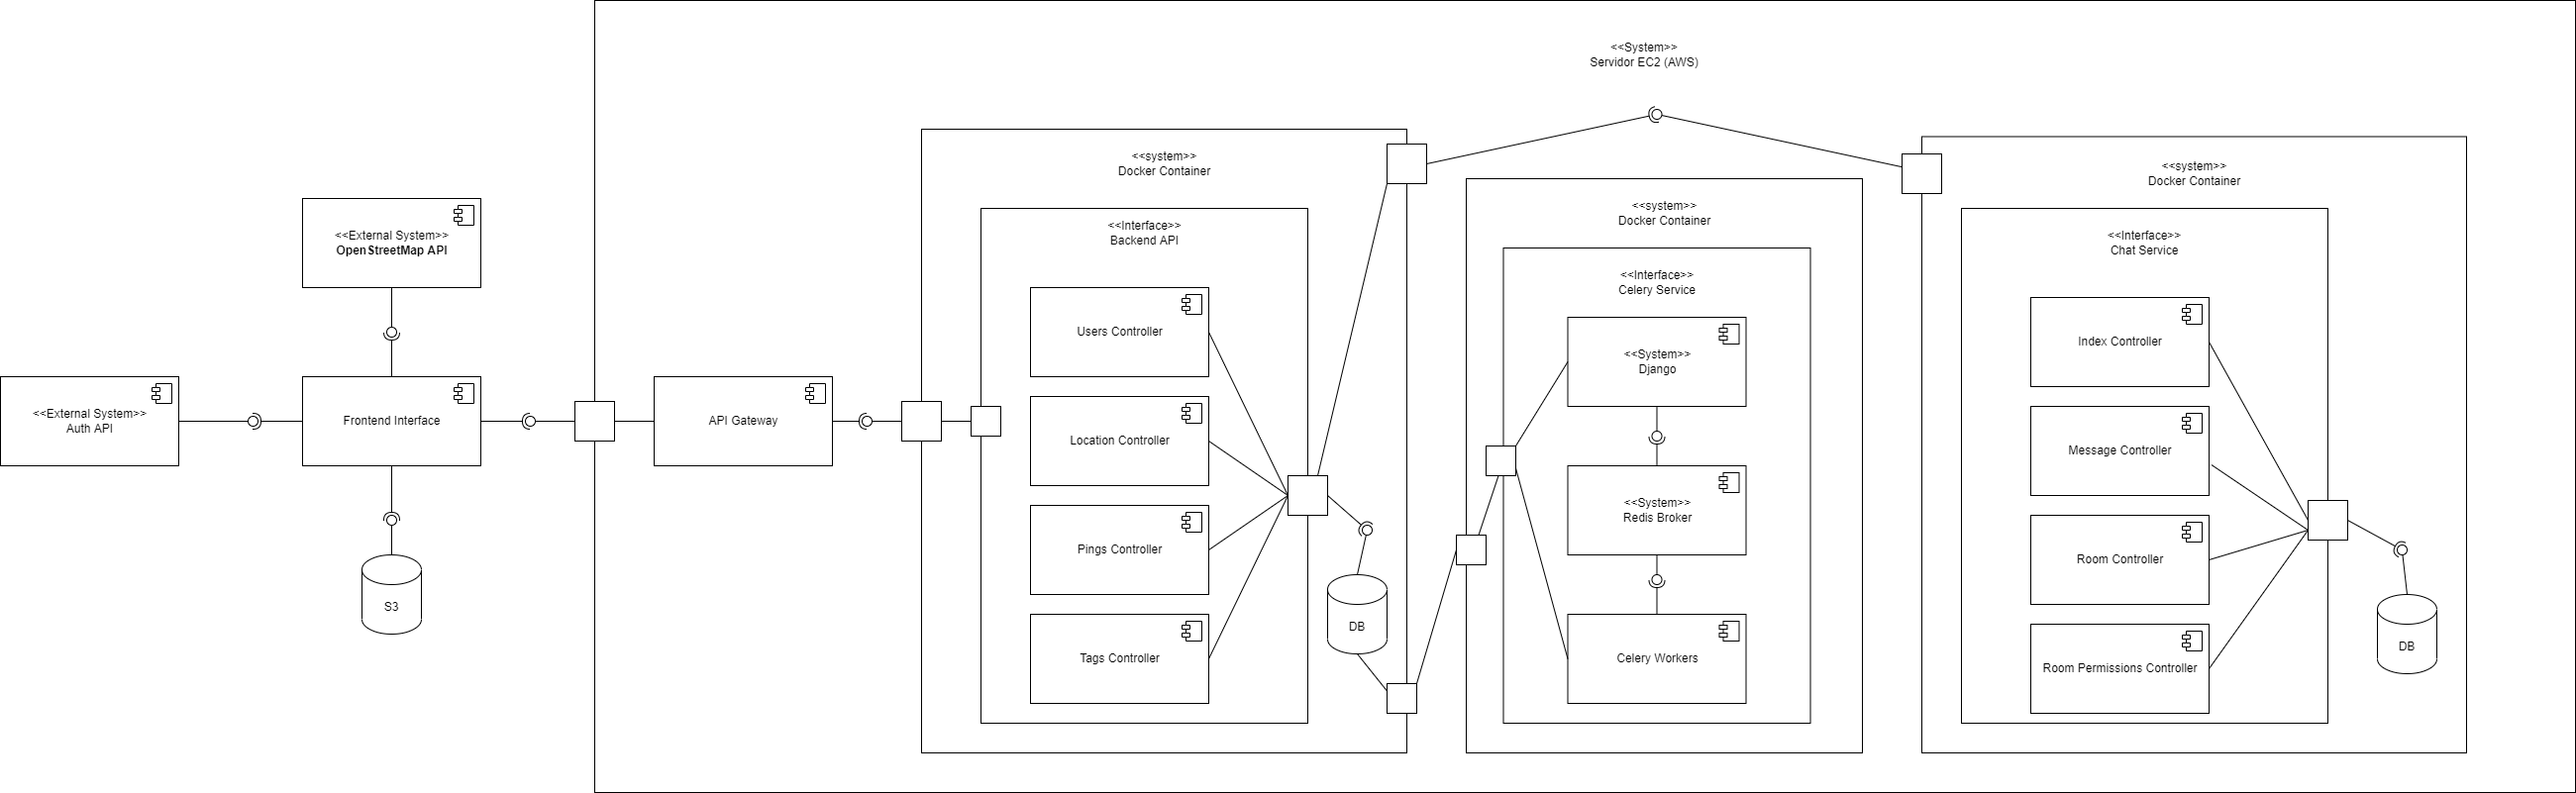 <<System>>
Servidor EC2 (AWS)
<<External System>>
OpenStreetMap API
<<External System>>
Auth API
Frontend Interface
S3
API Gateway
<<system>>
Docker Container
<<Interface>>
Backend API
Users Controller
Location Controller
Pings Controller
Tags Controller
DB
<<system>>
Docker Container
<<Interface>>
Celery Service
<<System>>
Django
<<System>>
Redis Broker
Celery Workers
<<system>>
Docker Container
<<Interface>>
Chat Service
Index Controller
Message Controller
Room Controller
Room Permissions Controller
DB